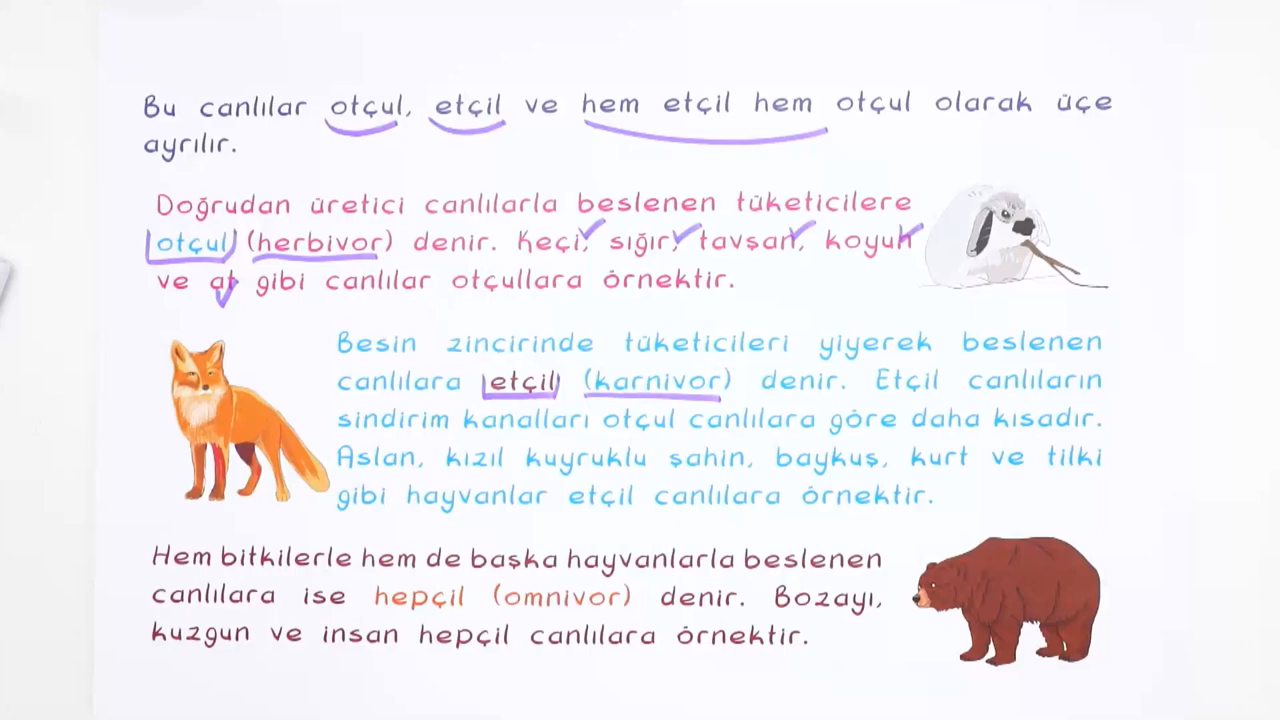 Bu canlılar otçul, etçil ve hem etçil hem otçul olarak üçe
ayrılır.
Doğrudan üretici canlılarla beslenen tüketicilere
otçul (herbivor) denir. Keçi, sığır, tavşan, koyun
ve at gibi canlılar otçullara örnektir.
Besin zincirinde tüketicileri yiyerek beslenen
canlılara etçil (karnivor) denir. Etçil canlıların
sindirim kanalları otçul canlılara göre daha kısadır.
Aslan, kızıl kuyruklu şahin, baykuş, kurt ve tilki
gibi hayvanlar etçil canlılara örnektir.
Hem bitkilerle hem de başka hayvanlarla beslenen
canlılara ise hepçil (omnivor) denir. Bozayı,
kuzgun ve insan hepçil canlılara örnektir.